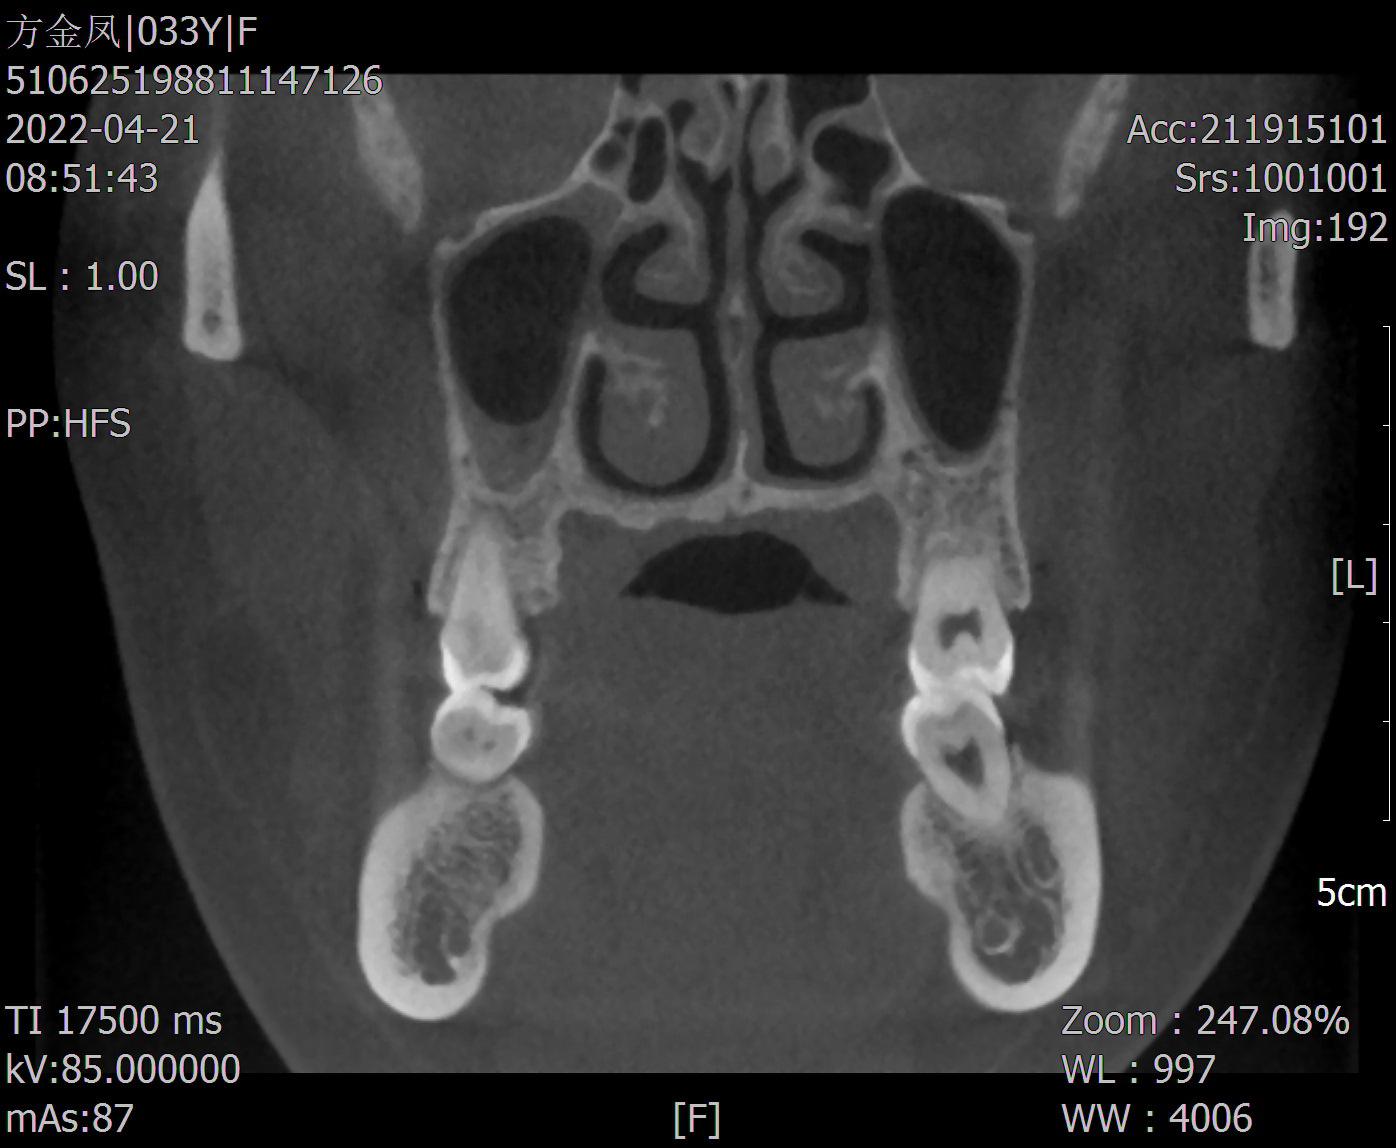 方金凤|033Y|F
510625198811147126
2022-04-21
08:51:43
SL : 1.00
PP:HFS
Acc:211915101
Srs:1001001
Img:192
[L]
5cm
TI 17500 ms
kV:85.000000
mAs:87
[F]
Zoom : 247.08%
WL : 997
WW : 4006